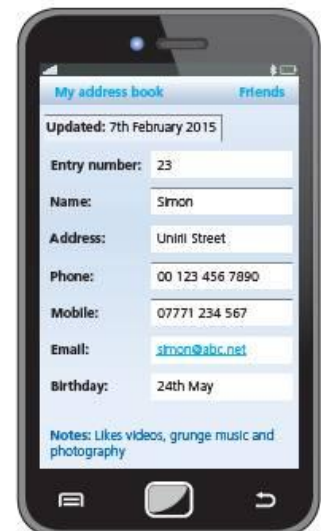 My address book Friends
Updated: 7th February 2015
Entry number: 23
Name: Simon
Address: Unirii Street
Phone: 00 123 456 7890
Mobile: 07771 234 567
Email: simon@abc.net
Birthday: 24th May
Notes: Likes videos, grunge music and
photography